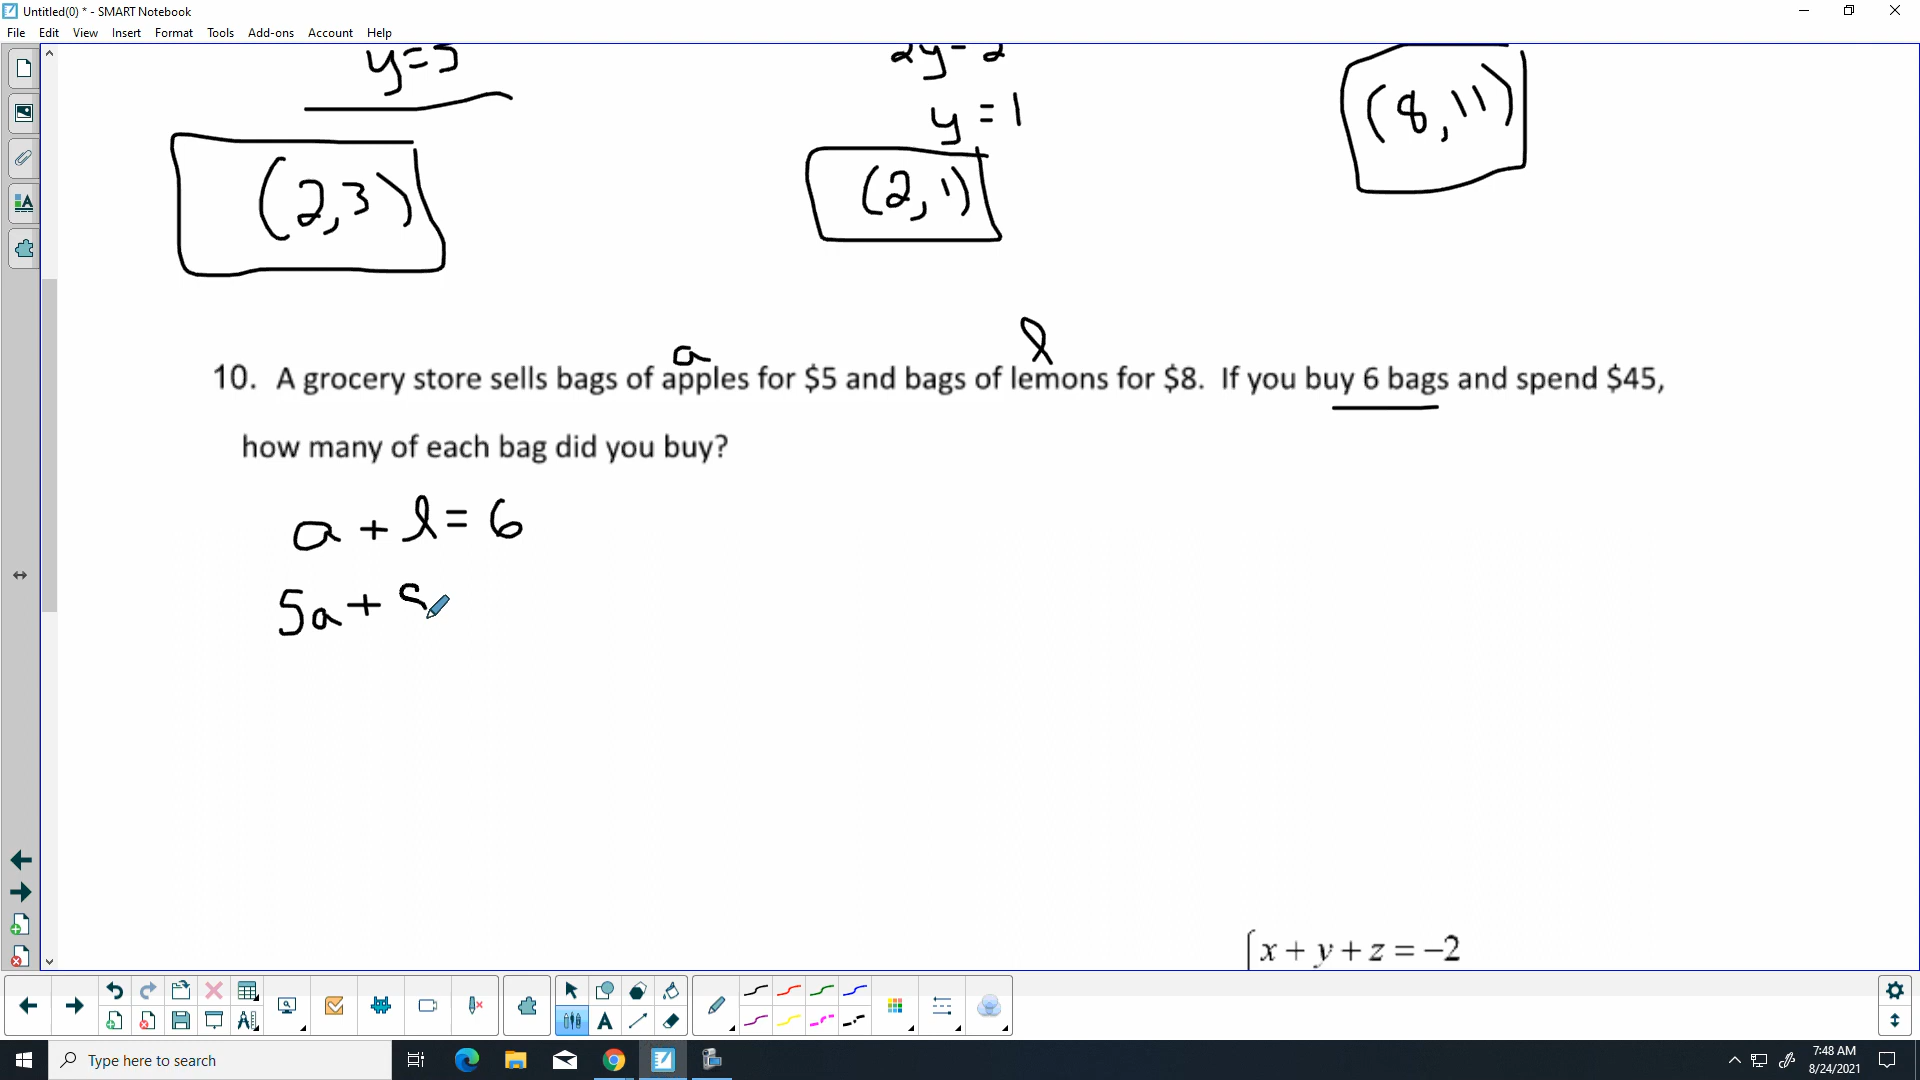 Untitled(0) * - SMART Notebook
File Edit View Insert Format Tools Add-ons Account Help
y=3
2y=2
y=1
(2,3)
(2,1)
(8,11)
a
l
10. A grocery store sells bags of apples for $5 and bags of lemons for $8. If you buy 6 bags and spend $45,
how many of each bag did you buy?
a + l = 6
5a +
x + y + z = -2
Type here to search
7:48 AM
8/24/2021